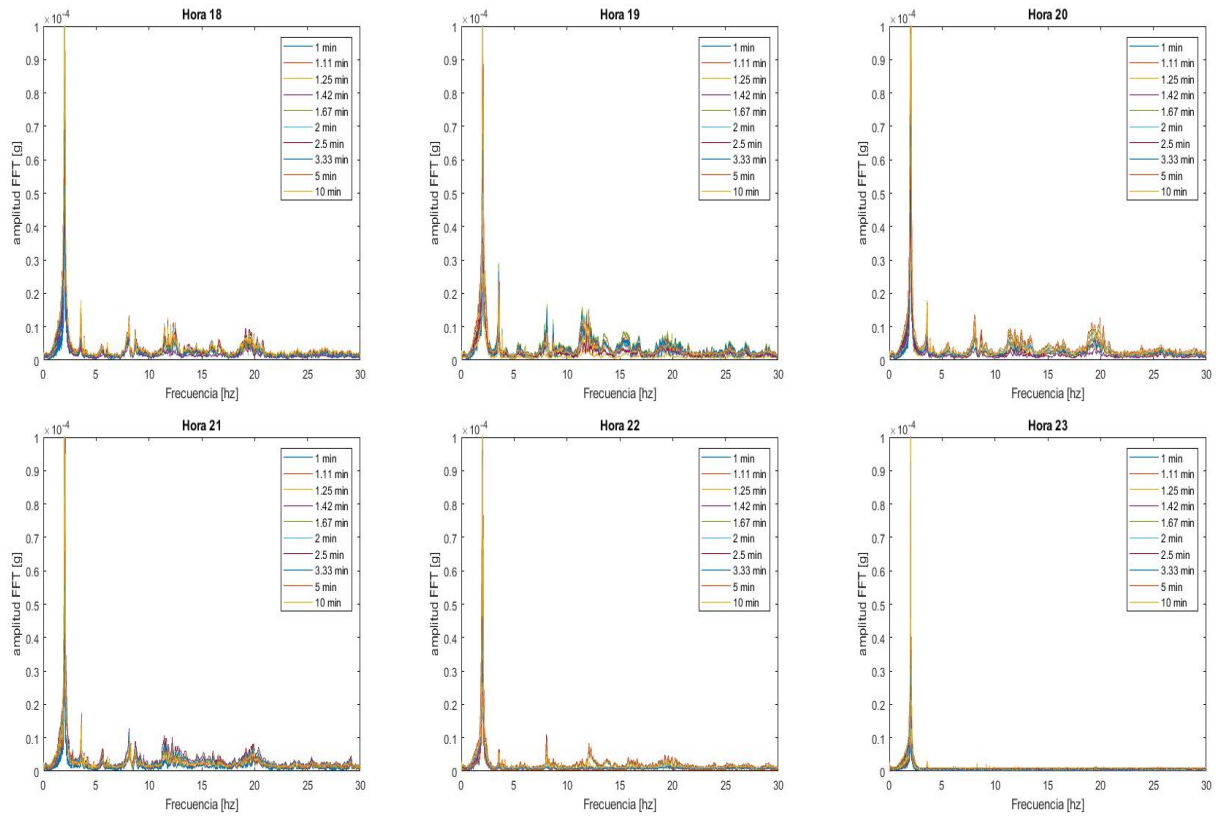 Hora 18
×10⁻⁴
1
0.9
0.8
0.7
0.6
0.5
0.4
0.3
0.2
0.1
0
amplitud FFT [g]
1 min
1.11 min
1.25 min
1.42 min
1.67 min
2 min
2.5 min
3.33 min
5 min
10 min
0 5 10 15 20 25 30
Frecuencia [hz]
Hora 19
×10⁻⁴
1
0.9
0.8
0.7
0.6
0.5
0.4
0.3
0.2
0.1
0
amplitud FFT [g]
1 min
1.11 min
1.25 min
1.42 min
1.67 min
2 min
2.5 min
3.33 min
5 min
10 min
0 5 10 15 20 25 30
Frecuencia [hz]
Hora 20
×10⁻⁴
1
0.9
0.8
0.7
0.6
0.5
0.4
0.3
0.2
0.1
0
amplitud FFT [g]
1 min
1.11 min
1.25 min
1.42 min
1.67 min
2 min
2.5 min
3.33 min
5 min
10 min
0 5 10 15 20 25 30
Frecuencia [hz]
Hora 21
×10⁻⁴
1
0.9
0.8
0.7
0.6
0.5
0.4
0.3
0.2
0.1
0
amplitud FFT [g]
1 min
1.11 min
1.25 min
1.42 min
1.67 min
2 min
2.5 min
3.33 min
5 min
10 min
0 5 10 15 20 25 30
Frecuencia [hz]
Hora 22
×10⁻⁴
1
0.9
0.8
0.7
0.6
0.5
0.4
0.3
0.2
0.1
0
amplitud FFT [g]
1 min
1.11 min
1.25 min
1.42 min
1.67 min
2 min
2.5 min
3.33 min
5 min
10 min
0 5 10 15 20 25 30
Frecuencia [hz]
Hora 23
×10⁻⁴
1
0.9
0.8
0.7
0.6
0.5
0.4
0.3
0.2
0.1
0
amplitud FFT [g]
1 min
1.11 min
1.25 min
1.42 min
1.67 min
2 min
2.5 min
3.33 min
5 min
10 min
0 5 10 15 20 25 30
Frecuencia [hz]